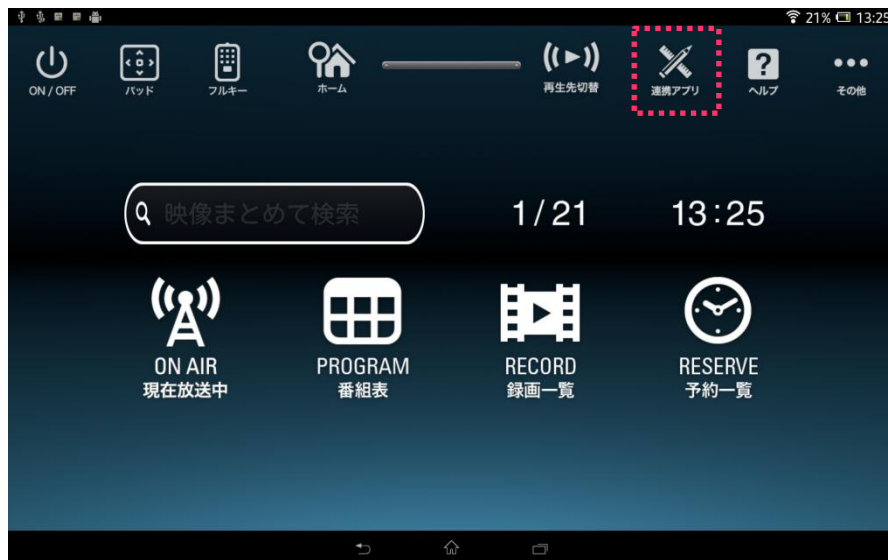 21% 13:25
ON / OFF
パッド
フルキー
ホーム
再生先切替
連携アプリ
?
ヘルプ
その他
映像まとめて検索
1/21
13:25
ON AIR
現在放送中
PROGRAM
番組表
RECORD
録画一覧
RESERVE
予約一覧